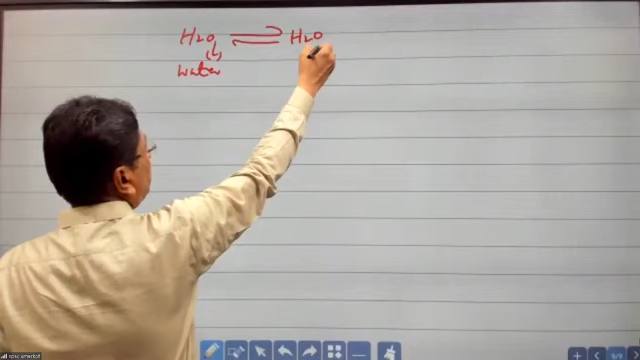 H2O ⇌ H2O
(l)
water